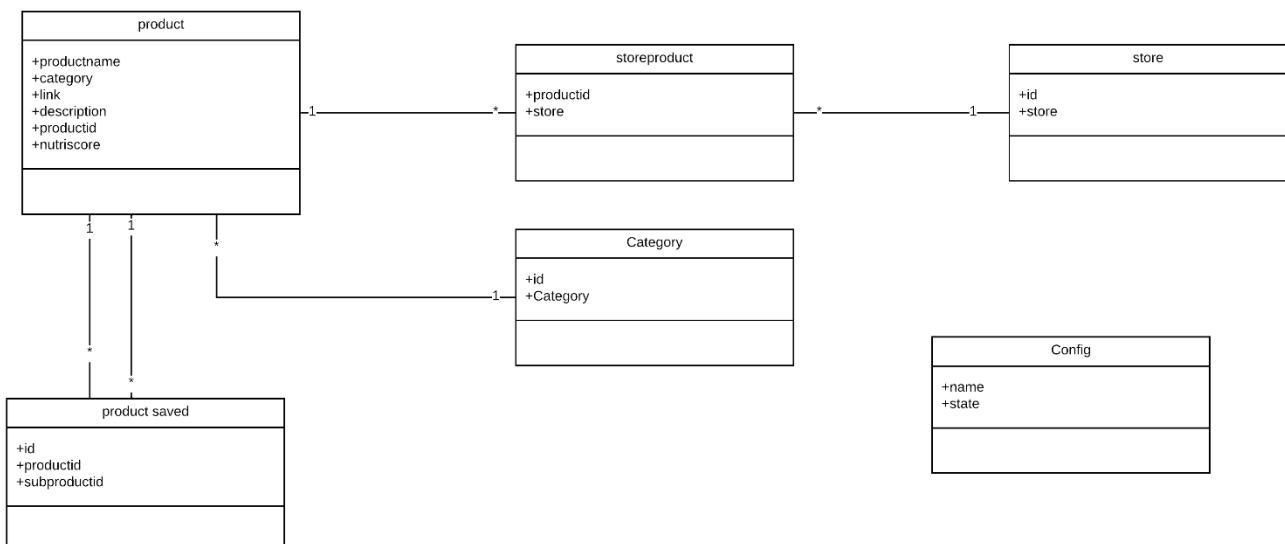 product
+productname
+category
+link
+description
+productid
+nutriscore
storeproduct
+productid
+store
store
+id
+store
1
*
*
1
1
1
*
*
*
1
Category
+id
+Category
Config
+name
+state
product saved
+id
+productid
+subproductid